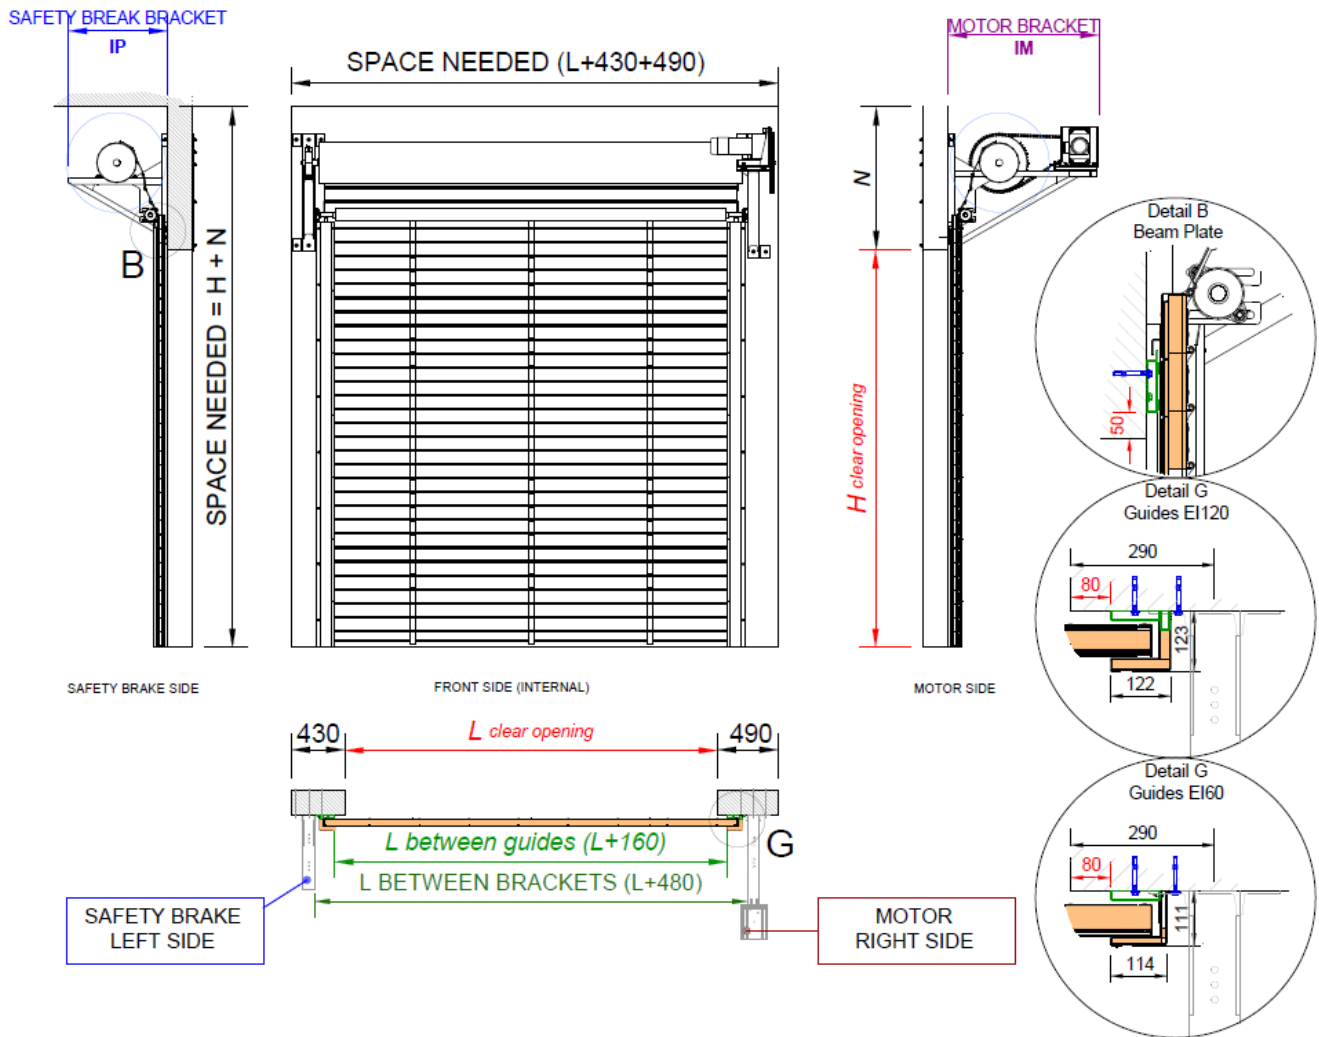 SAFETY BREAK BRACKET
IP
MOTOR BRACKET
IM
SPACE NEEDED (L+430+490)
SPACE NEEDED = H + N
N
H clear opening
B
Detail B
Beam Plate
50
Detail G
Guides EI120
290
80
123
122
SAFETY BRAKE SIDE
FRONT SIDE (INTERNAL)
MOTOR SIDE
430
L clear opening
490
L between guides (L+160)
G
L BETWEEN BRACKETS (L+480)
SAFETY BRAKE
LEFT SIDE
MOTOR
RIGHT SIDE
Detail G
Guides EI60
290
80
111
114